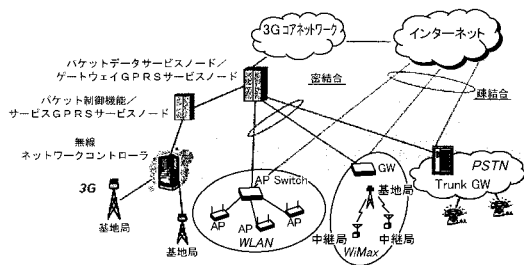 3Gコアネットワーク
インターネット
パケットデータサービスノード／
ゲートウェイGPRSサービスノード
密結合
疎結合
パケット制御機能／
サービスGPRSサービスノード
無線
ネットワークコントローラ
3G
基地局
基地局
AP Switch
AP
AP
AP
WLAN
GW
基地局
中継局
中継局
WiMax
PSTN
Trunk GW